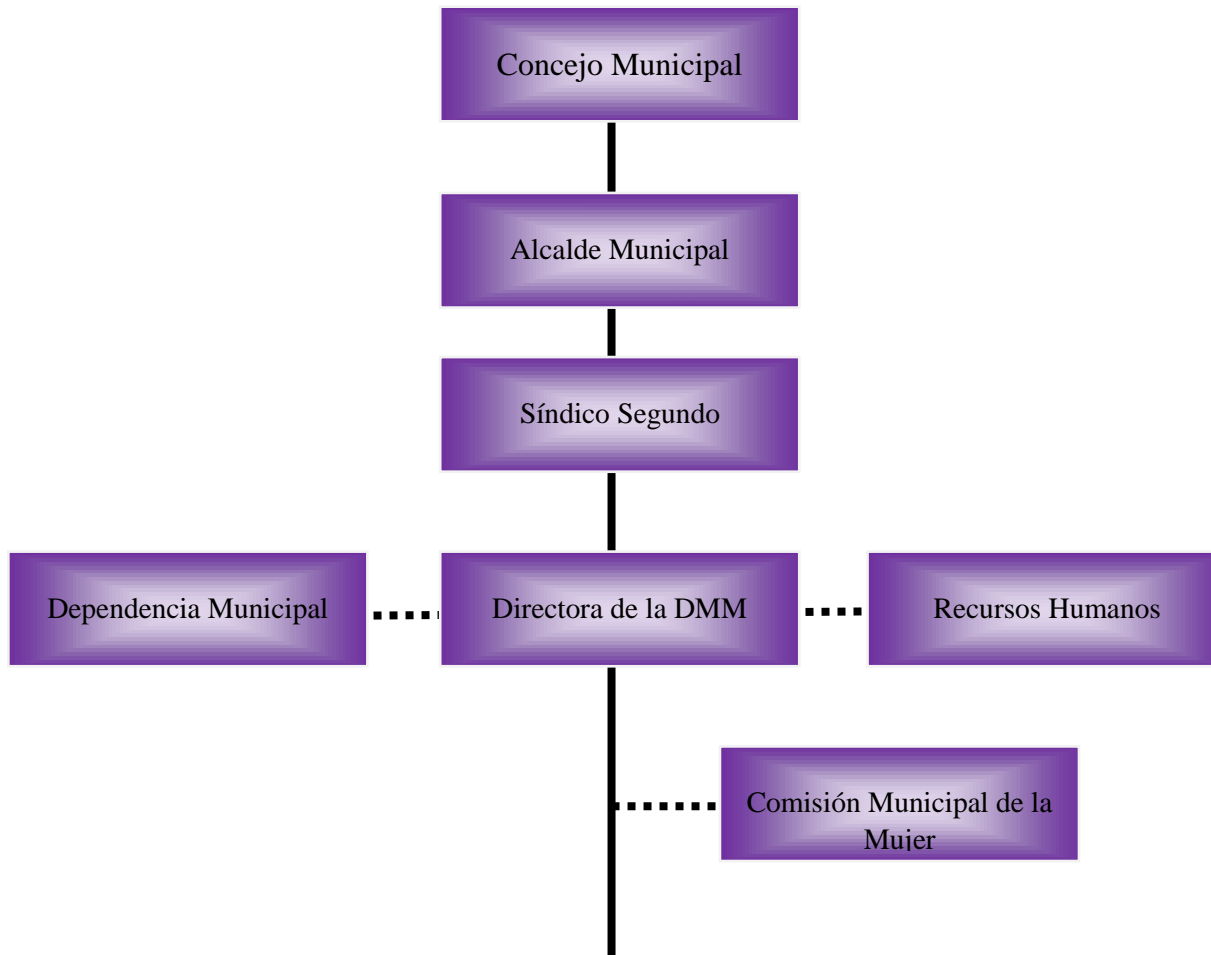 Concejo Municipal
Alcalde Municipal
Síndico Segundo
Dependencia Municipal
Directora de la DMM
Recursos Humanos
Comisión Municipal de la
Mujer